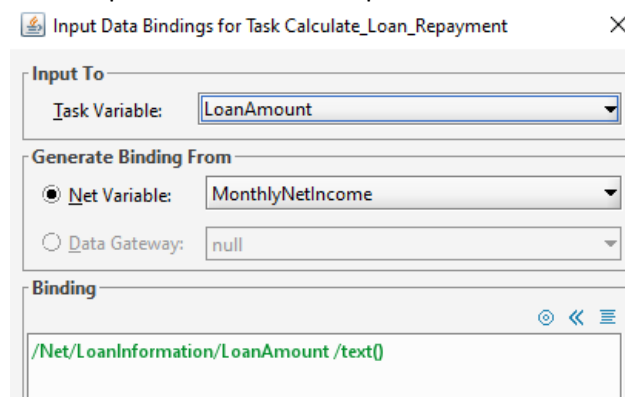 Input Data Bindings for Task Calculate_Loan_Repayment
Input To
Task Variable: LoanAmount
Generate Binding From
Net Variable: MonthlyNetIncome
Data Gateway: null
Binding
/Net/LoanInformation/LoanAmount /text()